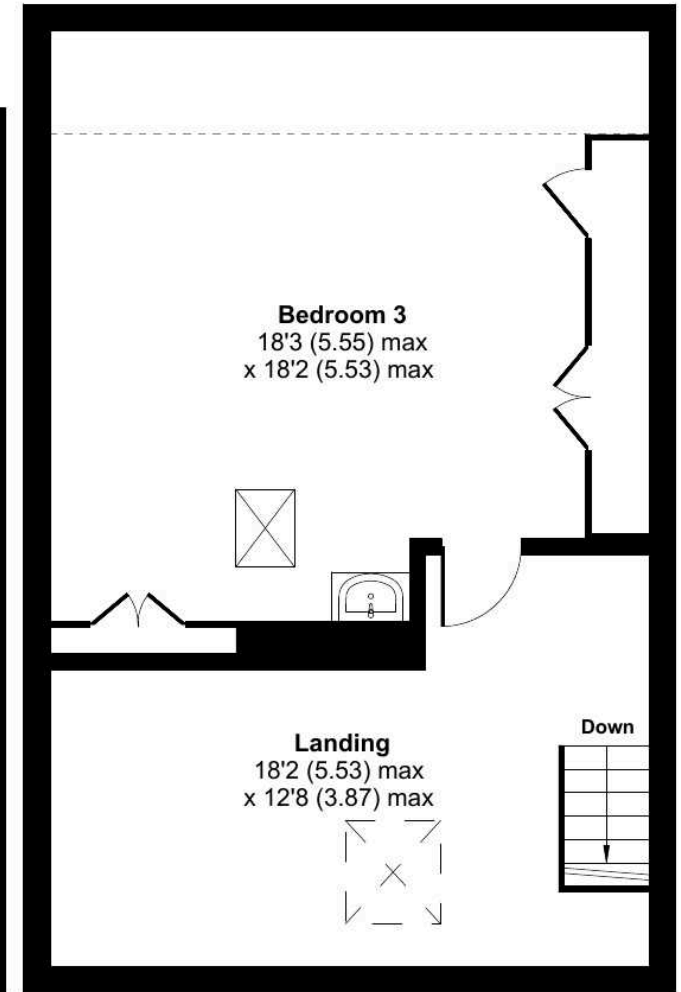 Bedroom 3
18'3 (5.55) max
x 18'2 (5.53) max
Down
Landing
18'2 (5.53) max
x 12'8 (3.87) max